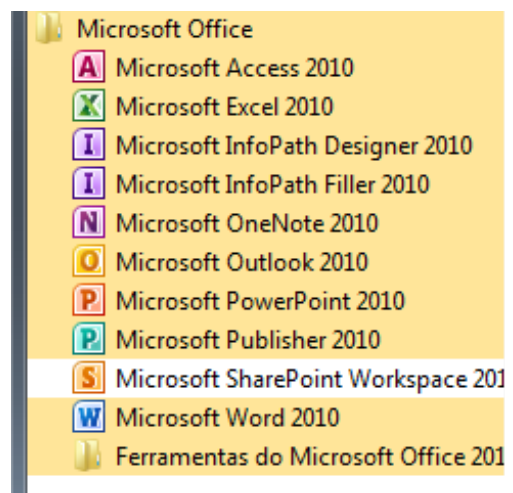 Microsoft Office
Microsoft Access 2010
Microsoft Excel 2010
Microsoft InfoPath Designer 2010
Microsoft InfoPath Filler 2010
Microsoft OneNote 2010
Microsoft Outlook 2010
Microsoft PowerPoint 2010
Microsoft Publisher 2010
Microsoft SharePoint Workspace 201
Microsoft Word 2010
Ferramentas do Microsoft Office 201